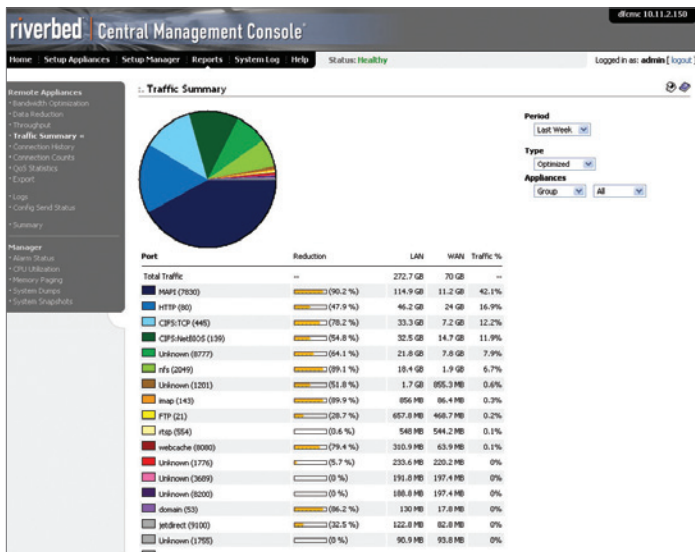 dfcmc 10.11.2.150
riverbed Central Management Console
Home Setup Appliances Setup Manager Reports System Log Help Status: Healthy Logged in as: admin [ logout ]
Remote Appliances
Bandwidth Optimization
Data Reduction
Throughput
Traffic Summary »
Connection History
Connection Counts
QoS Statistics
Export
Logs
Config Send Status
Summary
Manager
Alarm Status
CPU Utilization
Memory Paging
System Dumps
System Snapshots
:. Traffic Summary
Period
Last Week
Type
Optimized
Appliances
Group All
Port Reduction LAN WAN Traffic %
Total Traffic -- 272.7 GB 70 GB --
MAPI (7830) (90.2 %) 114.9 GB 11.2 GB 42.1%
HTTP (80) (47.9 %) 46.2 GB 24 GB 16.9%
CIFS:TCP (445) (78.2 %) 33.3 GB 7.2 GB 12.2%
CIFS:NetBIOS (139) (54.8 %) 32.5 GB 14.7 GB 11.9%
Unknown (8777) (64.1 %) 21.8 GB 7.8 GB 7.9%
nfs (2049) (89.1 %) 18.4 GB 1.9 GB 6.7%
Unknown (1281) (51.8 %) 1.7 GB 855.3 MB 0.6%
imap (143) (89.9 %) 856 MB 86.4 MB 0.3%
FTP (21) (28.7 %) 657.8 MB 468.7 MB 0.2%
rtsp (554) (0.6 %) 548 MB 544.2 MB 0.1%
webcache (8080) (79.4 %) 310.9 MB 63.9 MB 0.1%
Unknown (1776) (5.7 %) 233.6 MB 220.2 MB 0%
Unknown (3689) (0 %) 191.8 MB 197.4 MB 0%
Unknown (8200) (0 %) 188.8 MB 197.4 MB 0%
domain (53) (86.2 %) 130 MB 17.8 MB 0%
jetdirect (9100) (32.5 %) 122.8 MB 82.8 MB 0%
Unknown (1755) (0 %) 90.9 MB 93.8 MB 0%